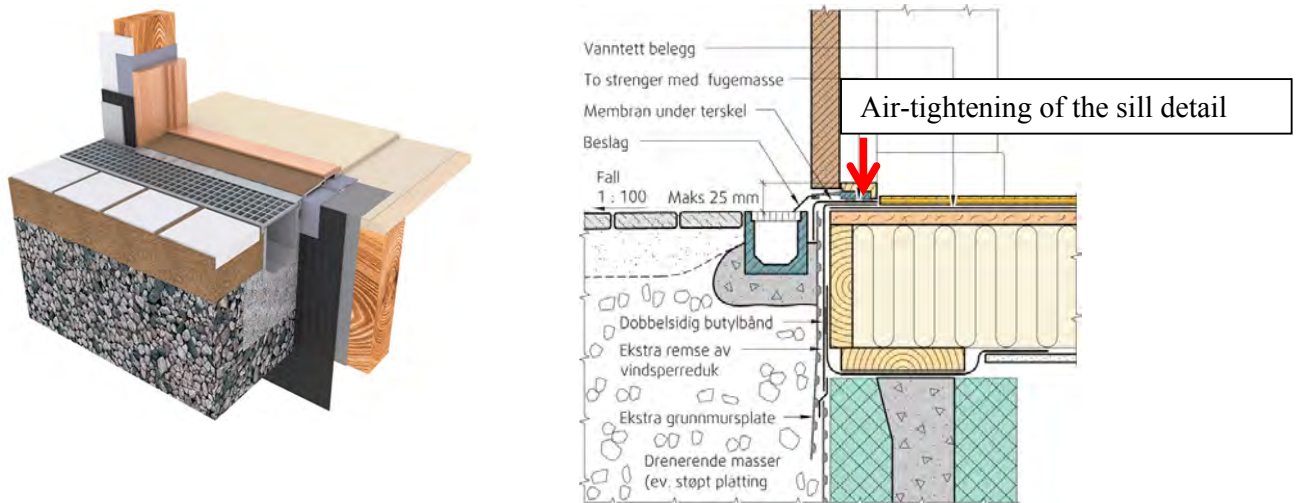 Vanntett belegg
To strenger med fugemasse
Membran under terskel
Beslag
Fall
1 : 100 Maks 25 mm
Air-tightening of the sill detail
Dobbelsidig butylbånd
Ekstra remse av
vindsperreduk
Ekstra grunnmursplate
Drenerende masser
(ev. støpt platting